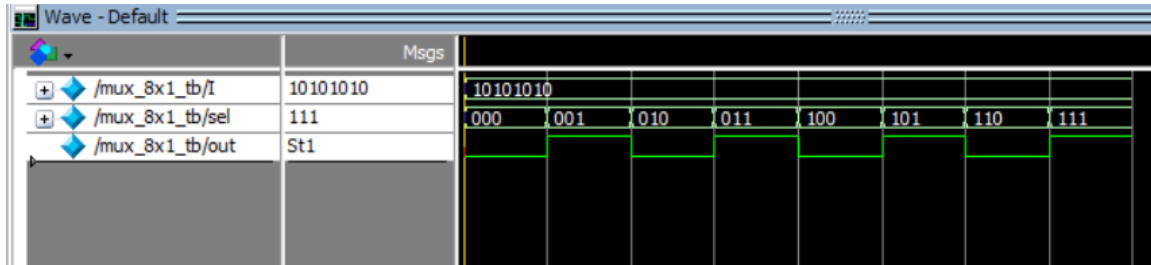 Wave - Default
Msgs
/mux_8x1_tb/I 10101010 10101010
/mux_8x1_tb/sel 111 000 001 010 011 100 101 110 111
/mux_8x1_tb/out St1